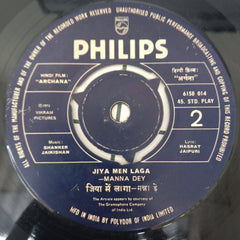 ALL RIGHTS OF THE MANUFACTURER AND OF THE OWNER OF THE RECORDED WORK RESERVED UNAUTHORISED PUBLIC PERFORMANCE BROADCASTING AND COPYING OF THIS RECORD PROHIBITED
PHILIPS
HINDI FILM:
"ARCHANA"
हिन्दी फ़िल्म:
"अर्चना"
©
VIKRAM
PICTURES
6158 014
45. STD. PLAY
2
Music:
SHANKER
JAIKISHAN
Lyric:
HASRAT
JAIPURI
JIYA MEN LAGA
—MANNA DEY
जिया में लागा—मन्ना डे
The Artiste appears by courtesy of
The Gramophone Company
of India Ltd.
MFD IN INDIA BY POLYDOR OF INDIA LIMITED